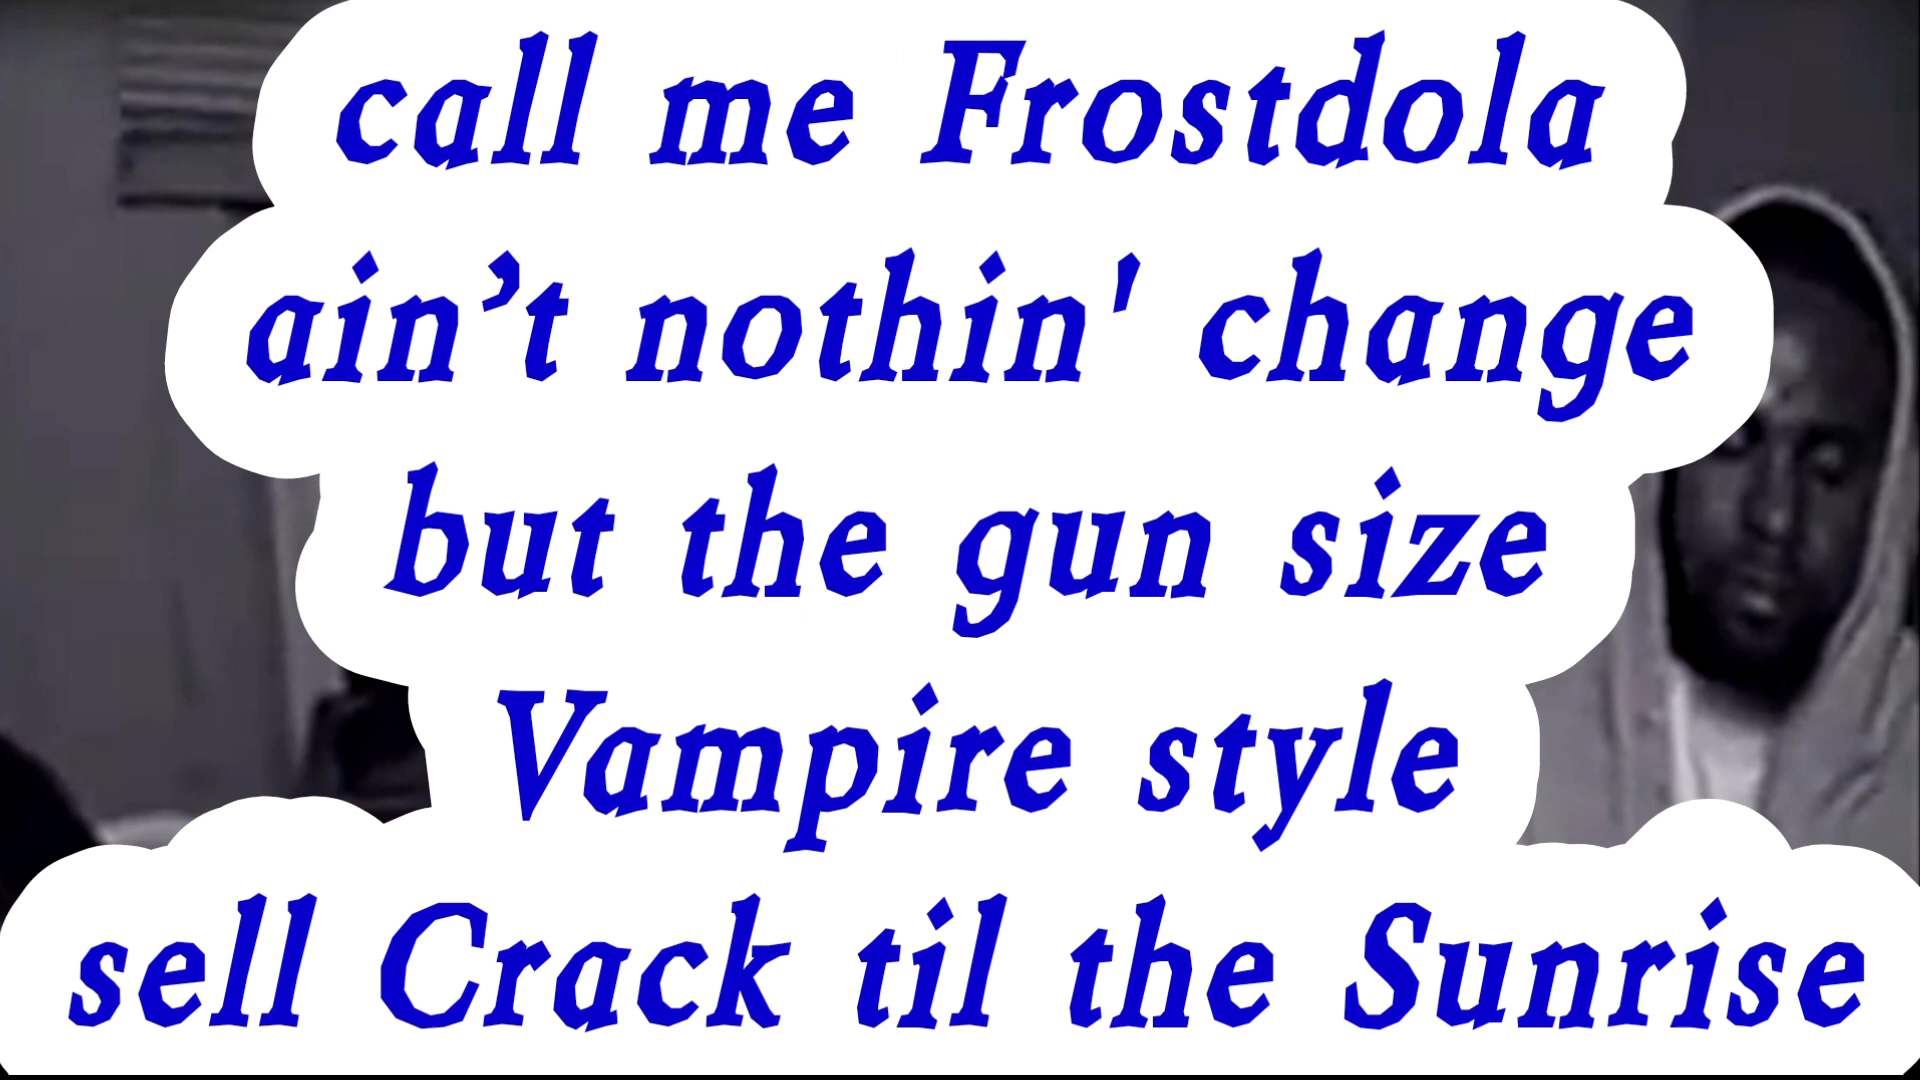 call me Frostdola
ain’t nothin' change
but the gun size
Vampire style
sell Crack til the Sunrise